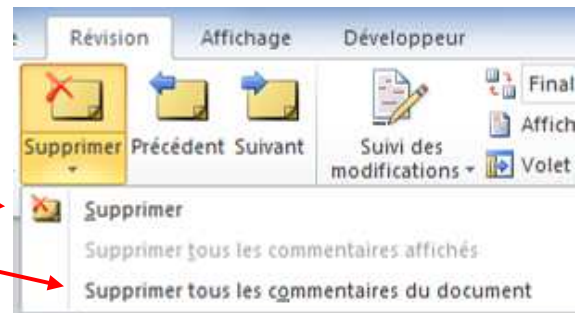 Révision Affichage Développeur
Supprimer Précédent Suivant
Suivi des
modifications
Final
Affich
Volet
Supprimer
Supprimer tous les commentaires affichés
Supprimer tous les commentaires du document